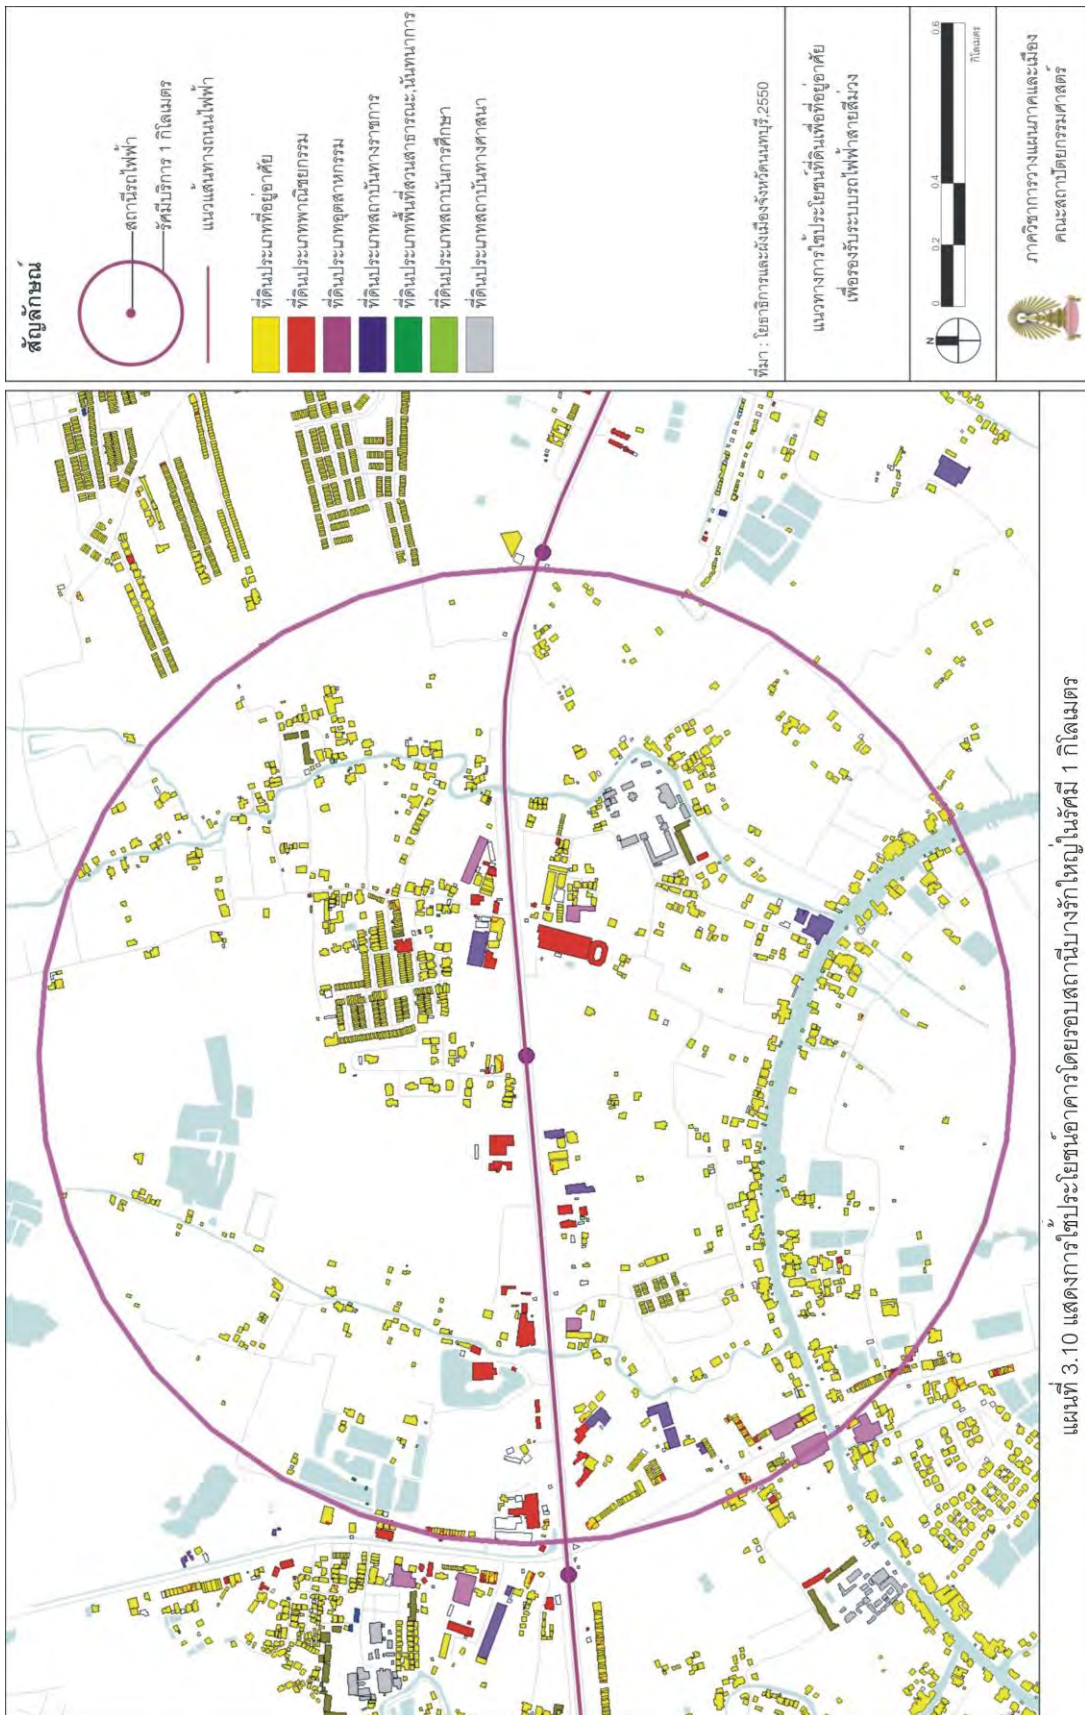 สัญลักษณ์
สถานีรถไฟฟ้า
รัศมีบริการ 1 กิโลเมตร
แนวเส้นทางถนนไฟฟ้า
ที่ดินประเภทที่อยู่อาศัย
ที่ดินประเภทพาณิชยกรรม
ที่ดินประเภทอุตสาหกรรม
ที่ดินประเภทสถาบันทางราชการ
ที่ดินประเภทพื้นที่สวนสาธารณะ,นันทนาการ
ที่ดินประเภทสถาบันการศึกษา
ที่ดินประเภทสถาบันทางศาสนา
ที่มา : โยธาธิการและผังเมืองจังหวัดนนทบุรี,2550
แนวทางการใช้ประโยชน์ที่ดินเพื่อที่อยู่อาศัย
เพื่อรองรับระบบรถไฟฟ้าสายสีม่วง
N
0 0.2 0.4 0.6
กิโลเมตร
ภาควิชาการวางแผนภาคและเมือง
คณะสถาปัตยกรรมศาสตร์
แผนที่ 3.10 แสดงการใช้ประโยชน์อาคารโดยรอบสถานีบางรักใหญ่ในรัศมี 1 กิโลเมตร